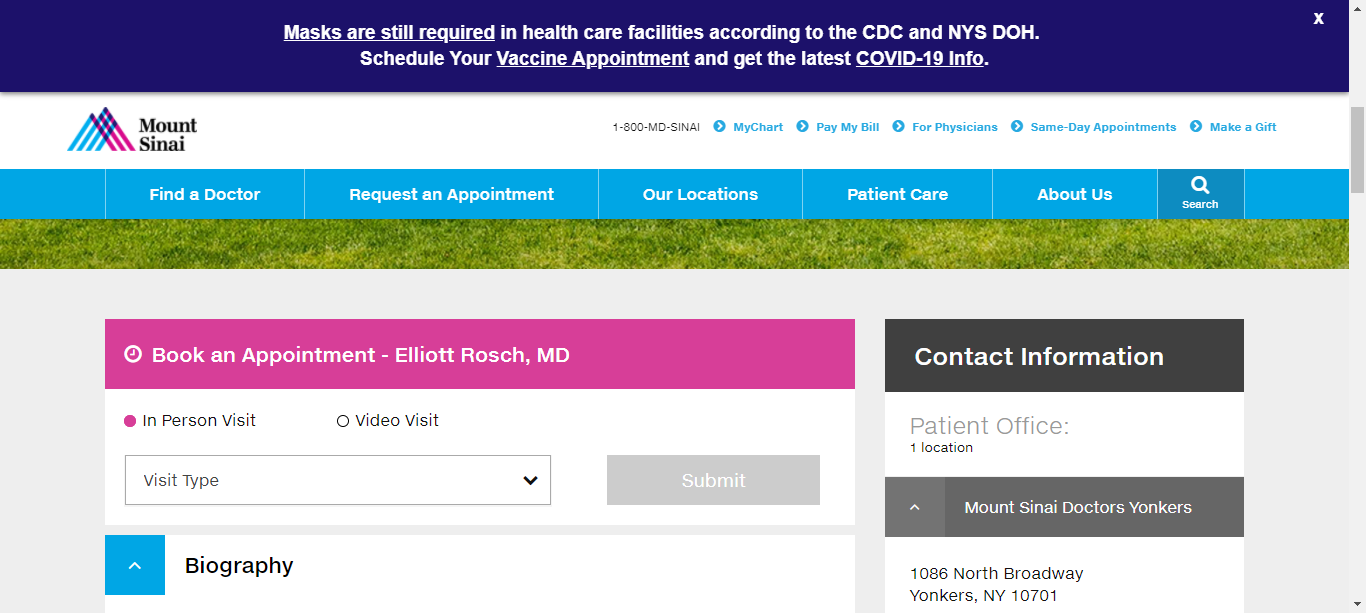 Masks are still required in health care facilities according to the CDC and NYS DOH.
Schedule Your Vaccine Appointment and get the latest COVID-19 Info.
X
Mount
Sinai
1-800-MD-SINAI
MyChart
Pay My Bill
For Physicians
Same-Day Appointments
Make a Gift
Find a Doctor
Request an Appointment
Our Locations
Patient Care
About Us
Search
Book an Appointment - Elliott Rosch, MD
In Person Visit
Video Visit
Visit Type
Submit
Biography
Contact Information
Patient Office:
1 location
Mount Sinai Doctors Yonkers
1086 North Broadway
Yonkers, NY 10701